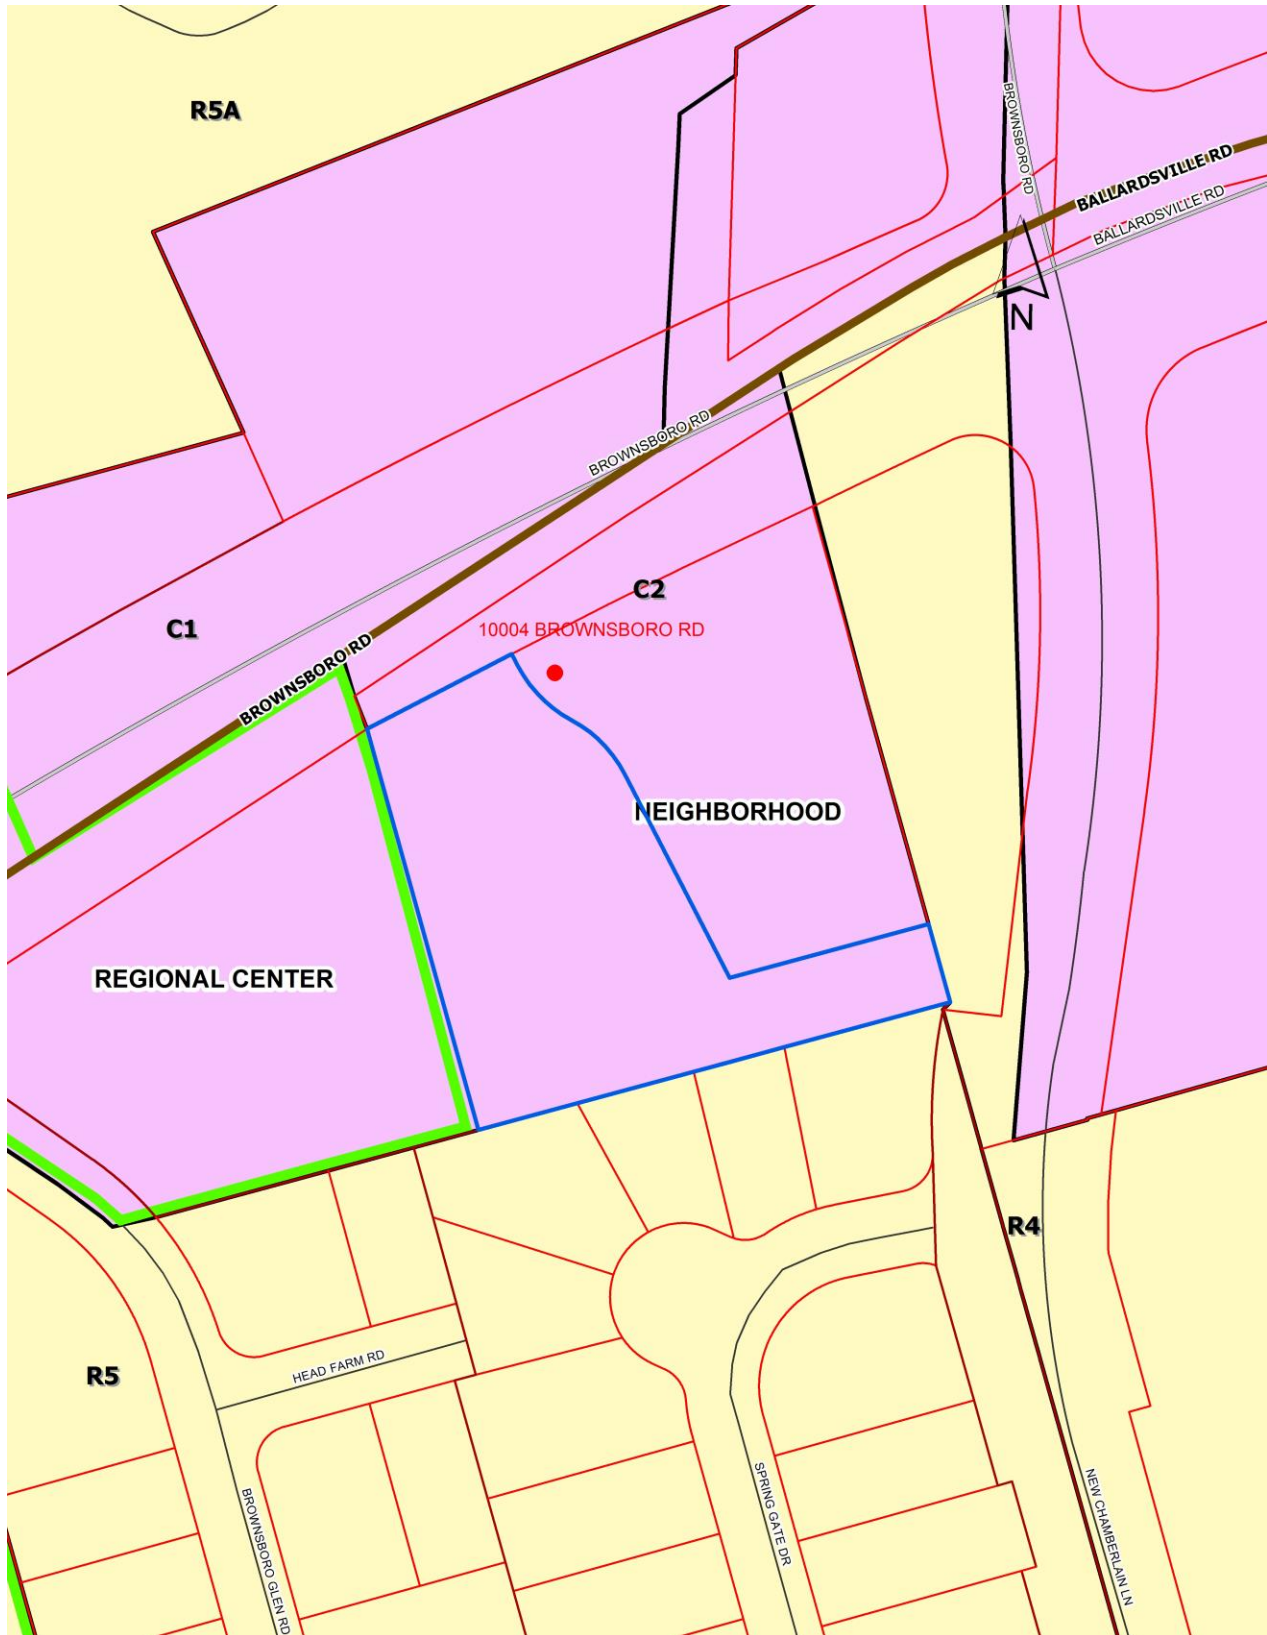 R5A
BROWNSBORO RD
BALLARDSVILLE RD
BALLARDSVILLE RD
N
BROWNSBORO RD
C2
C1
10004 BROWNSBORO RD
BROWNSBORO RD
NEIGHBORHOOD
REGIONAL CENTER
R4
HEAD FARM RD
R5
BROWNSBORO GLEN RD
SPRING GATE DR
NEW CHAMBERLAIN LN